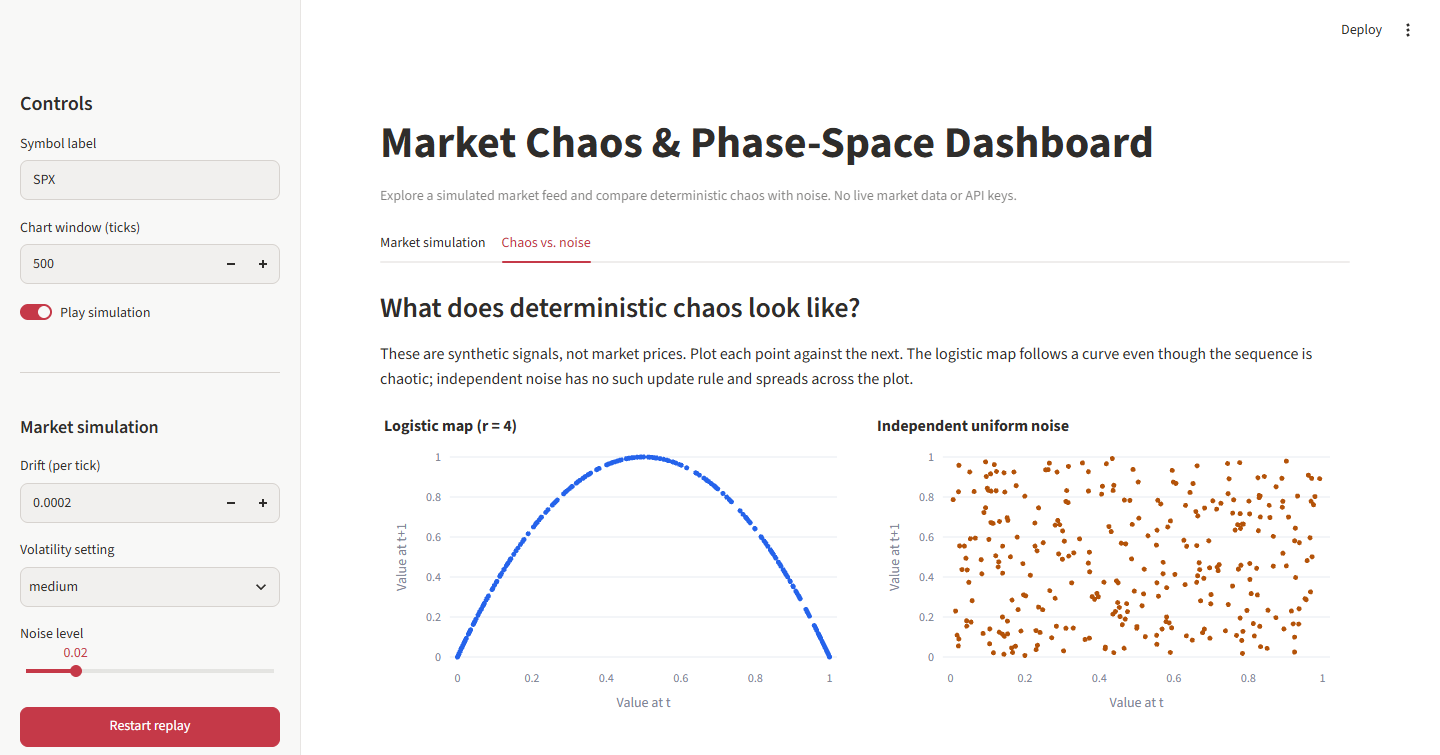 Deploy
Controls
Symbol label
SPX
Chart window (ticks)
500
Play simulation
Market simulation
Drift (per tick)
0.0002
Volatility setting
medium
Noise level
0.02
Restart replay
Market Chaos & Phase-Space Dashboard
Explore a simulated market feed and compare deterministic chaos with noise. No live market data or API keys.
Market simulation Chaos vs. noise
What does deterministic chaos look like?
These are synthetic signals, not market prices. Plot each point against the next. The logistic map follows a curve even though the sequence is
chaotic; independent noise has no such update rule and spreads across the plot.
Logistic map (r = 4)
1
0.8
0.6
0.4
0.2
0
Value at t+1
0 0.2 0.4 0.6 0.8 1
Value at t
Independent uniform noise
1
0.8
0.6
0.4
0.2
0
Value at t+1
0 0.2 0.4 0.6 0.8 1
Value at t